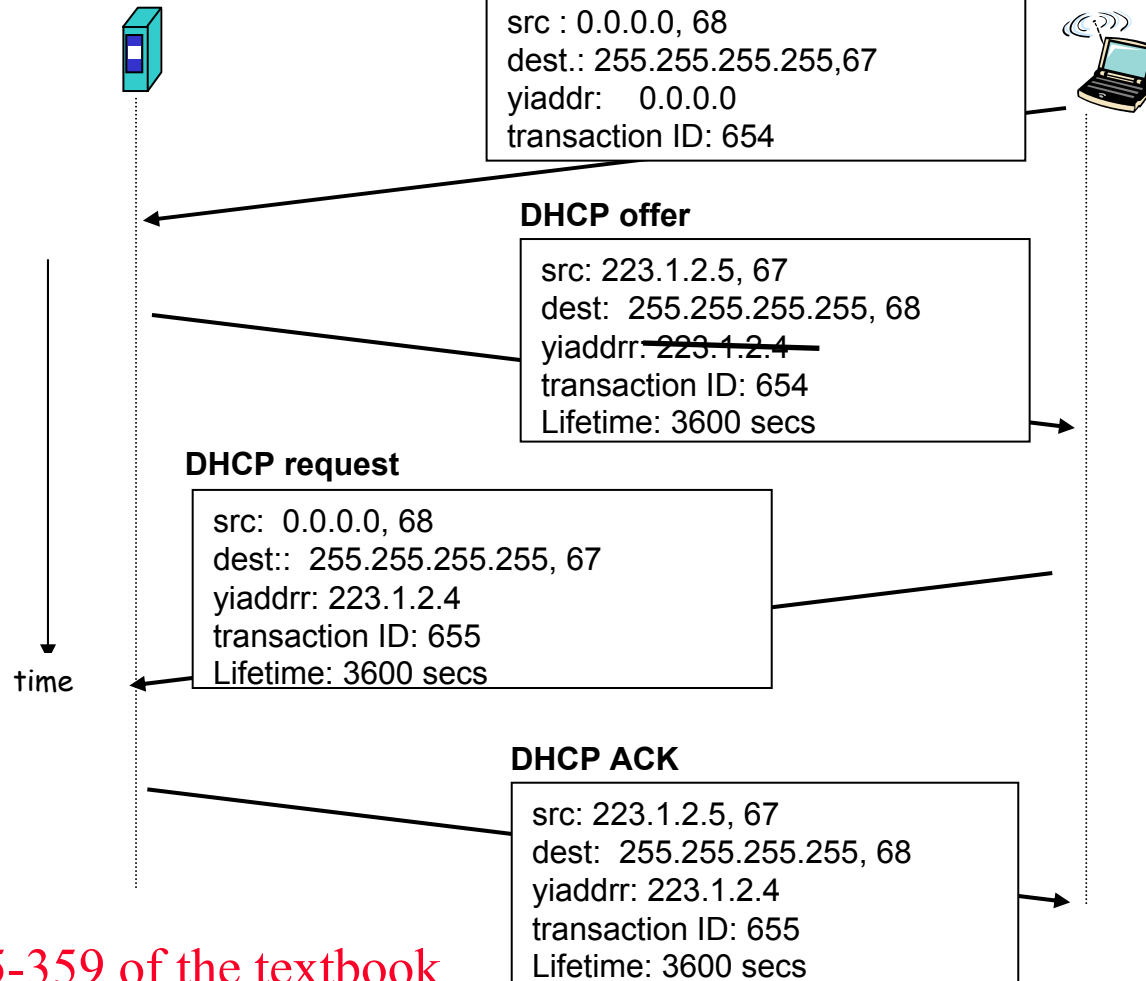 src : 0.0.0.0, 68
dest.: 255.255.255.255,67
yiaddr: 0.0.0.0
transaction ID: 654
DHCP offer
src: 223.1.2.5, 67
dest: 255.255.255.255, 68
yiaddrr: 223.1.2.4
transaction ID: 654
Lifetime: 3600 secs
DHCP request
src: 0.0.0.0, 68
dest:: 255.255.255.255, 67
yiaddrr: 223.1.2.4
transaction ID: 655
Lifetime: 3600 secs
time
DHCP ACK
src: 223.1.2.5, 67
dest: 255.255.255.255, 68
yiaddrr: 223.1.2.4
transaction ID: 655
Lifetime: 3600 secs
5-359 of the textbook